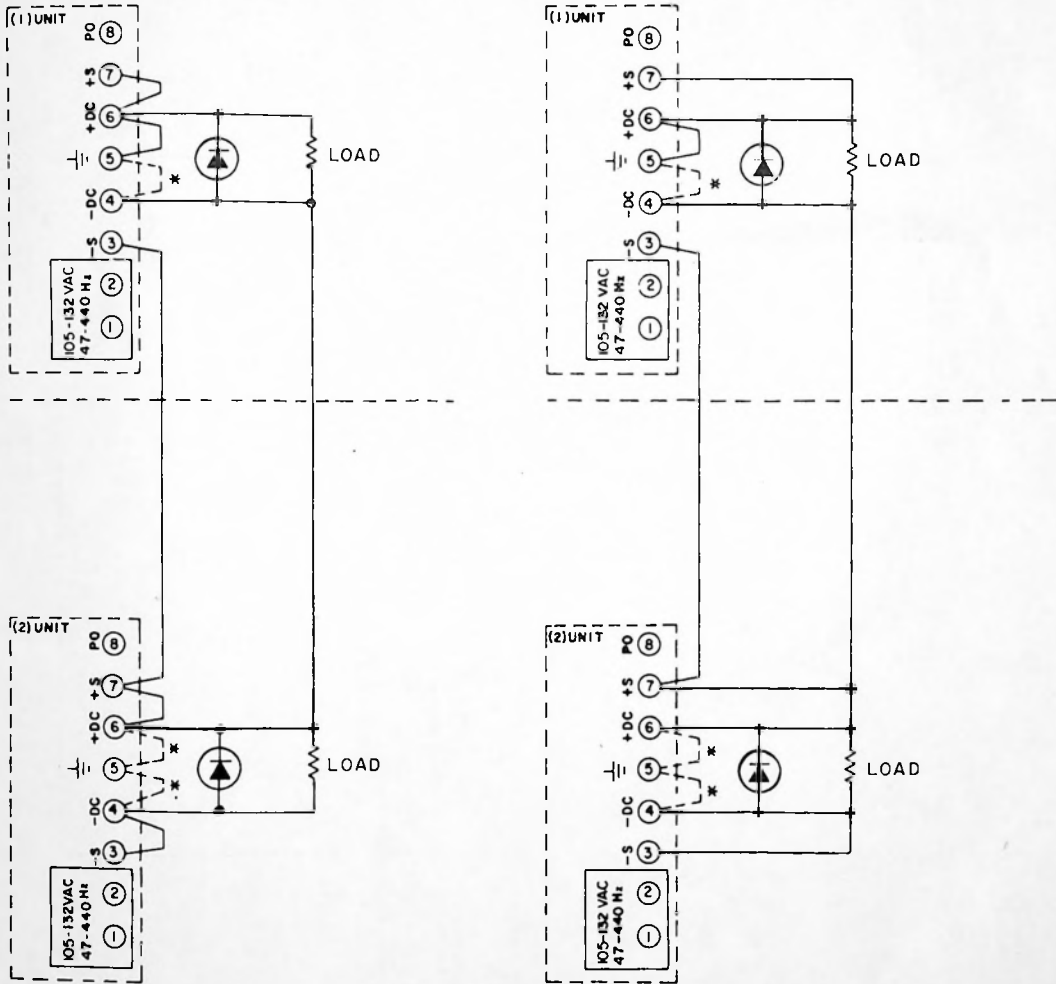 (1) UNIT
PO 8
+S 7
+DC 6
5
LOAD
*
-DC 4
-S 3
105-132 VAC
47-440 Hz
2
1
(1) UNIT
PO 8
+S 7
+DC 6
5
LOAD
*
-DC 4
-S 3
105-132 VAC
47-440 Hz
2
1
(2) UNIT
PO 8
+S 7
+DC 6
*
5
LOAD
*
-DC 4
-S 3
105-132VAC
47-440 Hz
2
1
(2) UNIT
PO 8
+S 7
+DC 6
*
5
LOAD
*
-DC 4
-S 3
105-132 VAC
47-440 Hz
2
1